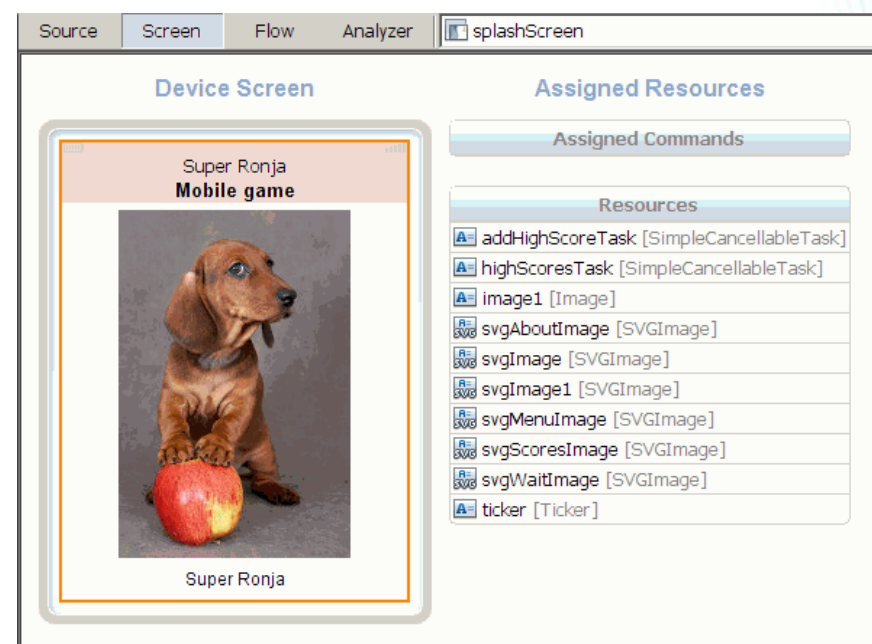 Source Screen Flow Analyzer splashScreen
Device Screen
Super Ronja
Mobile game
Super Ronja
Assigned Resources
Assigned Commands
Resources
addHighScoreTask [SimpleCancellableTask]
highScoresTask [SimpleCancellableTask]
image1 [Image]
svgAboutImage [SVGImage]
svgImage [SVGImage]
svgImage1 [SVGImage]
svgMenuImage [SVGImage]
svgScoresImage [SVGImage]
svgWaitImage [SVGImage]
ticker [Ticker]